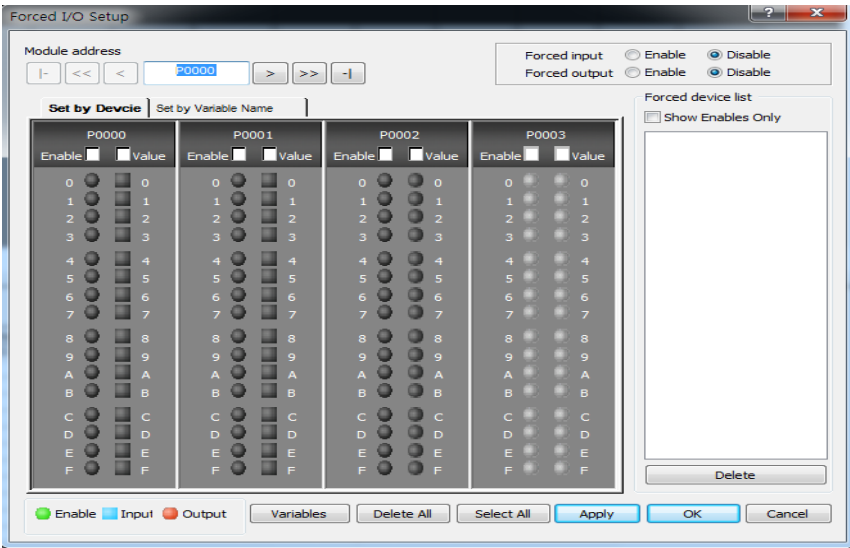 Forced I/O Setup
?
x
Module address
|- << < P0000 > >> -|
Forced input Enable Disable
Forced output Enable Disable
Set by Devcie Set by Variable Name
Forced device list
Show Enables Only
P0000 P0001 P0002 P0003
Enable Value Enable Value Enable Value Enable Value
0 0 0 0 0 0 0 0
1 1 1 1 1 1 1 1
2 2 2 2 2 2 2 2
3 3 3 3 3 3 3 3
4 4 4 4 4 4 4 4
5 5 5 5 5 5 5 5
6 6 6 6 6 6 6 6
7 7 7 7 7 7 7 7
8 8 8 8 8 8 8 8
9 9 9 9 9 9 9 9
A A A A A A A A
B B B B B B B B
C C C C C C C C
D D D D D D D D
E E E E E E E E
F F F F F F F F
Delete
Enable Input Output Variables Delete All Select All Apply OK Cancel